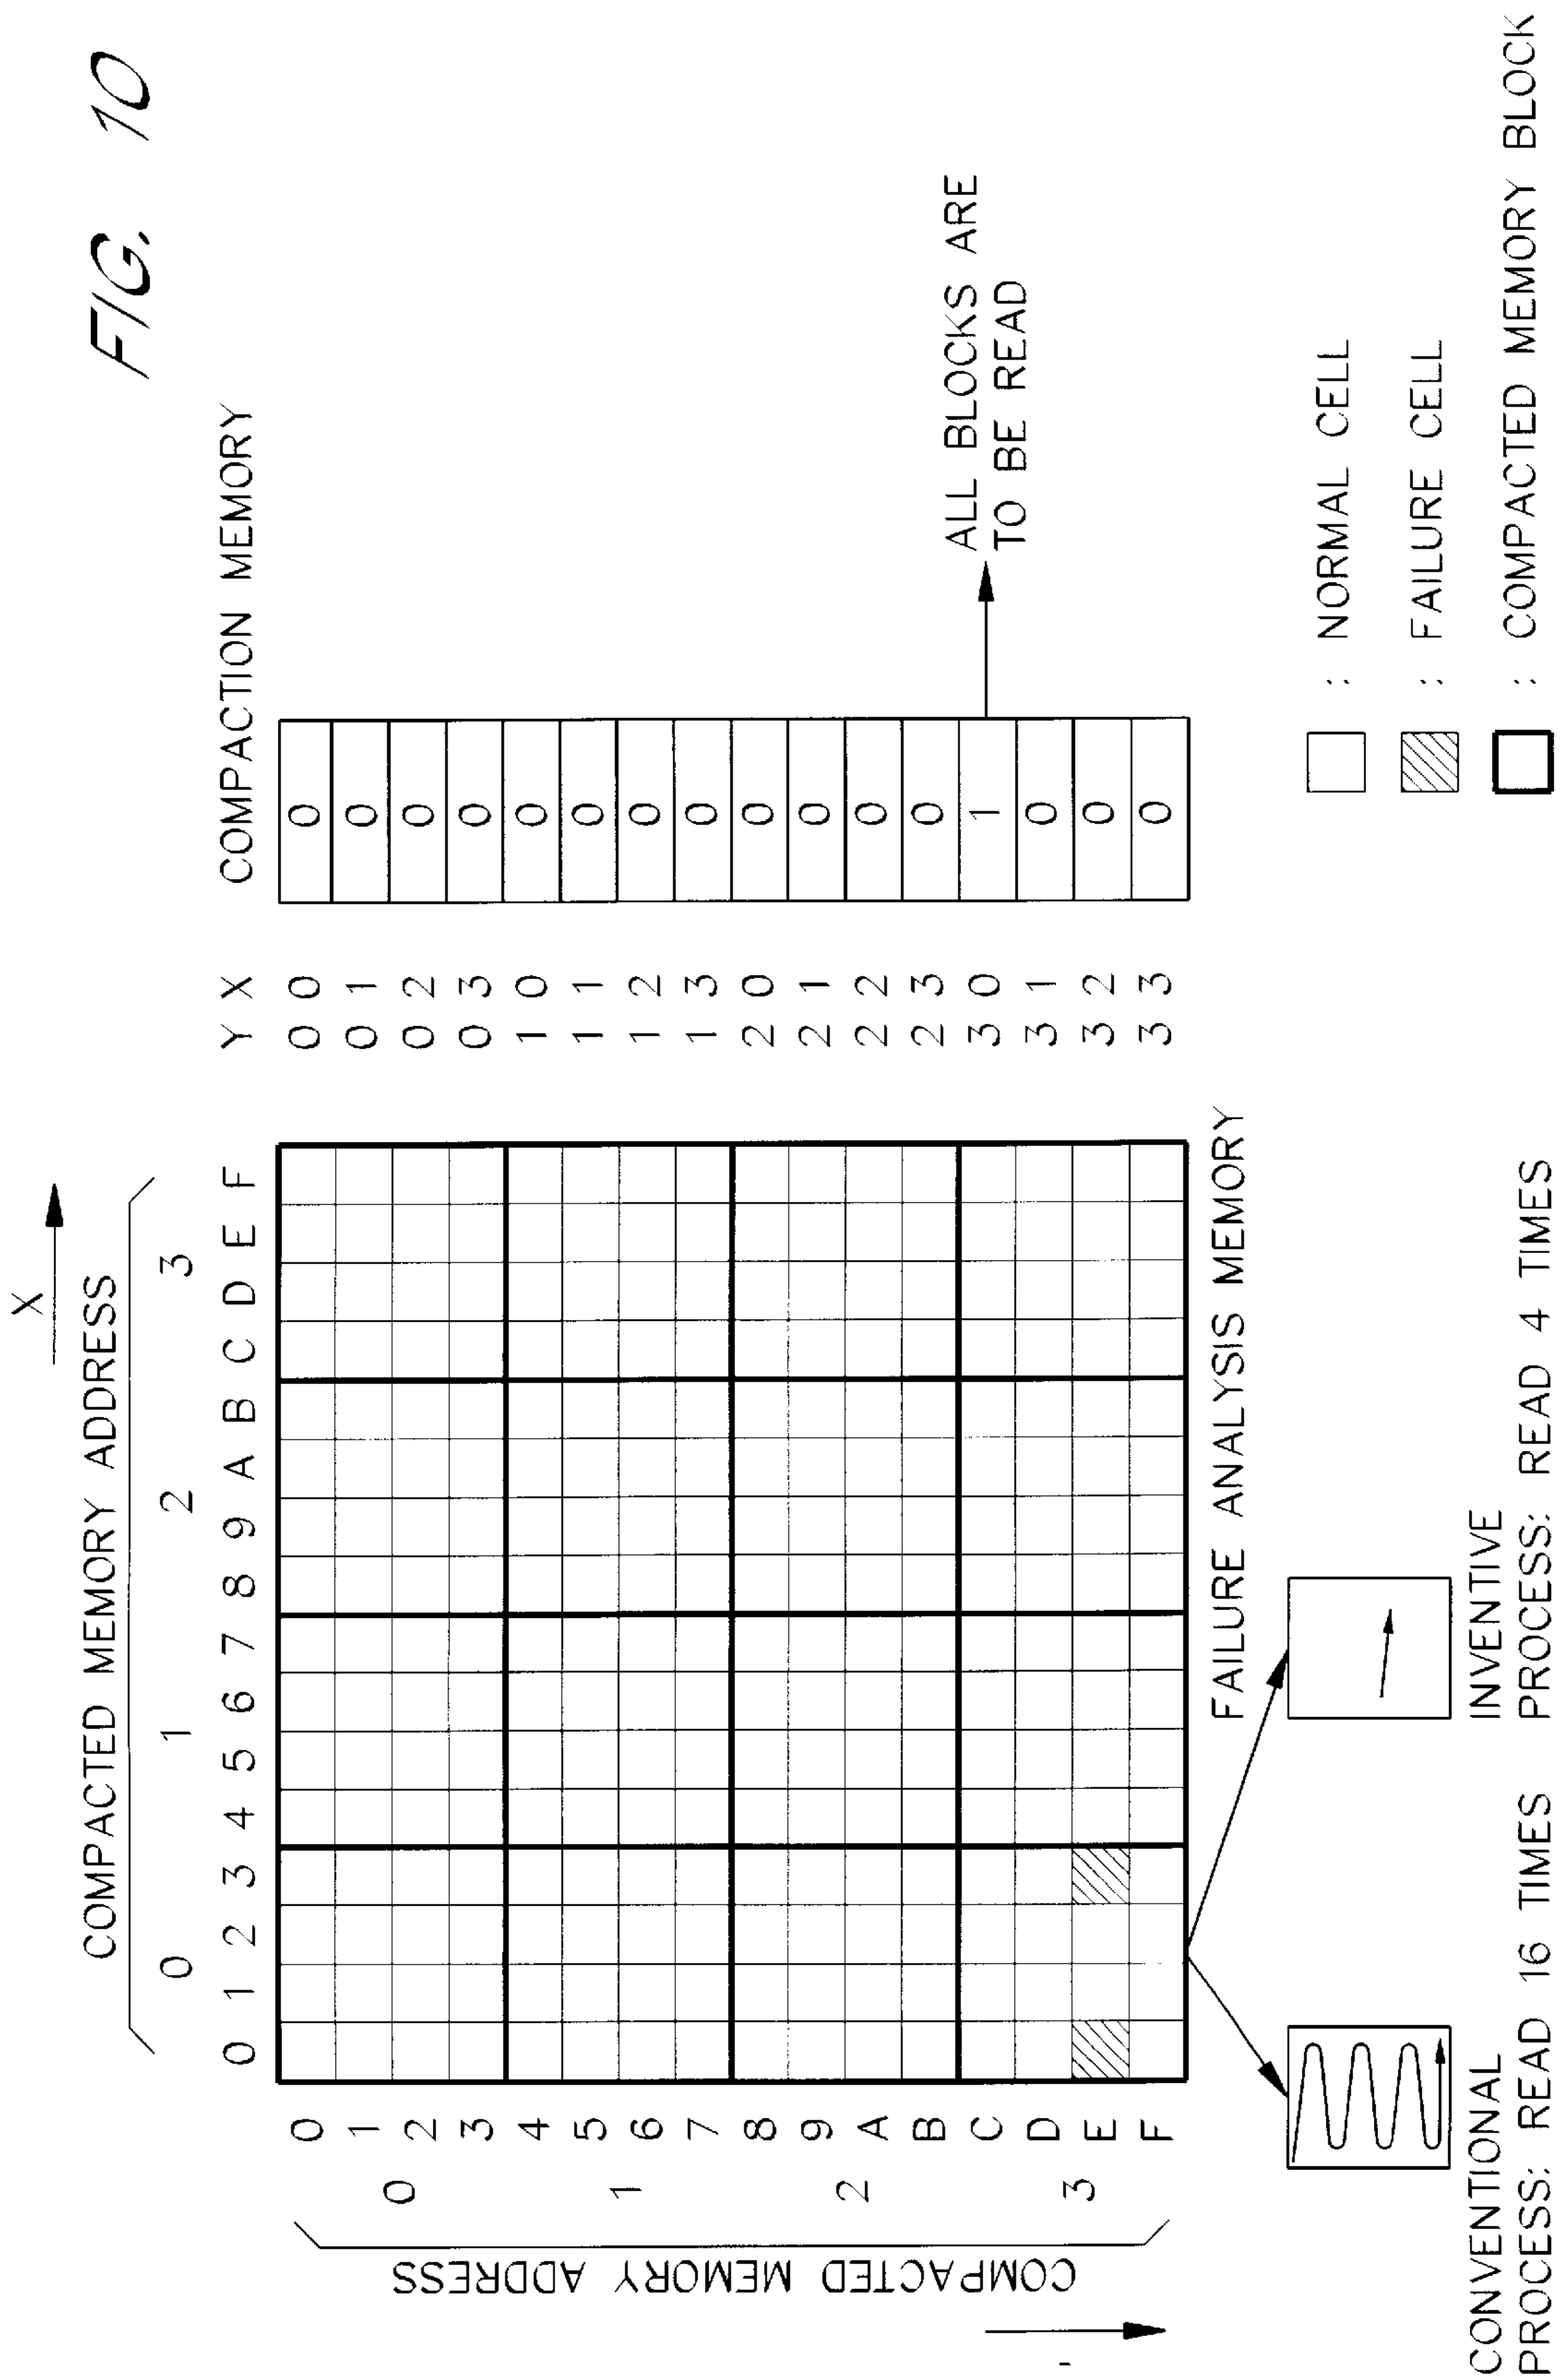 FIG. 10
X
COMPACTED MEMORY ADDRESS
0 1 2 3
0 1 2 3 4 5 6 7 8 9 A B C D E F
COMPACTED MEMORY ADDRESS
0 1 2 3
0
1
2
3
4
5
6
7
8
9
A
B
C
D
E
F
FAILURE ANALYSIS MEMORY
Y X COMPACTION MEMORY
0 0 0
0 1 0
0 2 0
0 3 0
1 0 0
1 1 0
1 2 0
1 3 0
2 0 0
2 1 0
2 2 0
2 3 0
3 0 1
3 1 0
3 2 0
3 3 0
ALL BLOCKS ARE
TO BE READ
CONVENTIONAL
PROCESS: READ 16 TIMES
INVENTIVE
PROCESS: READ 4 TIMES
: NORMAL CELL
: FAILURE CELL
: COMPACTED MEMORY BLOCK